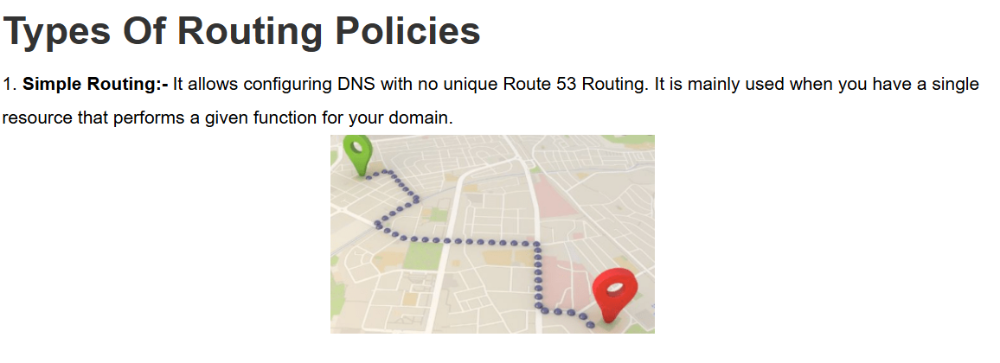 Types Of Routing Policies
1. Simple Routing:- It allows configuring DNS with no unique Route 53 Routing. It is mainly used when you have a single
resource that performs a given function for your domain.